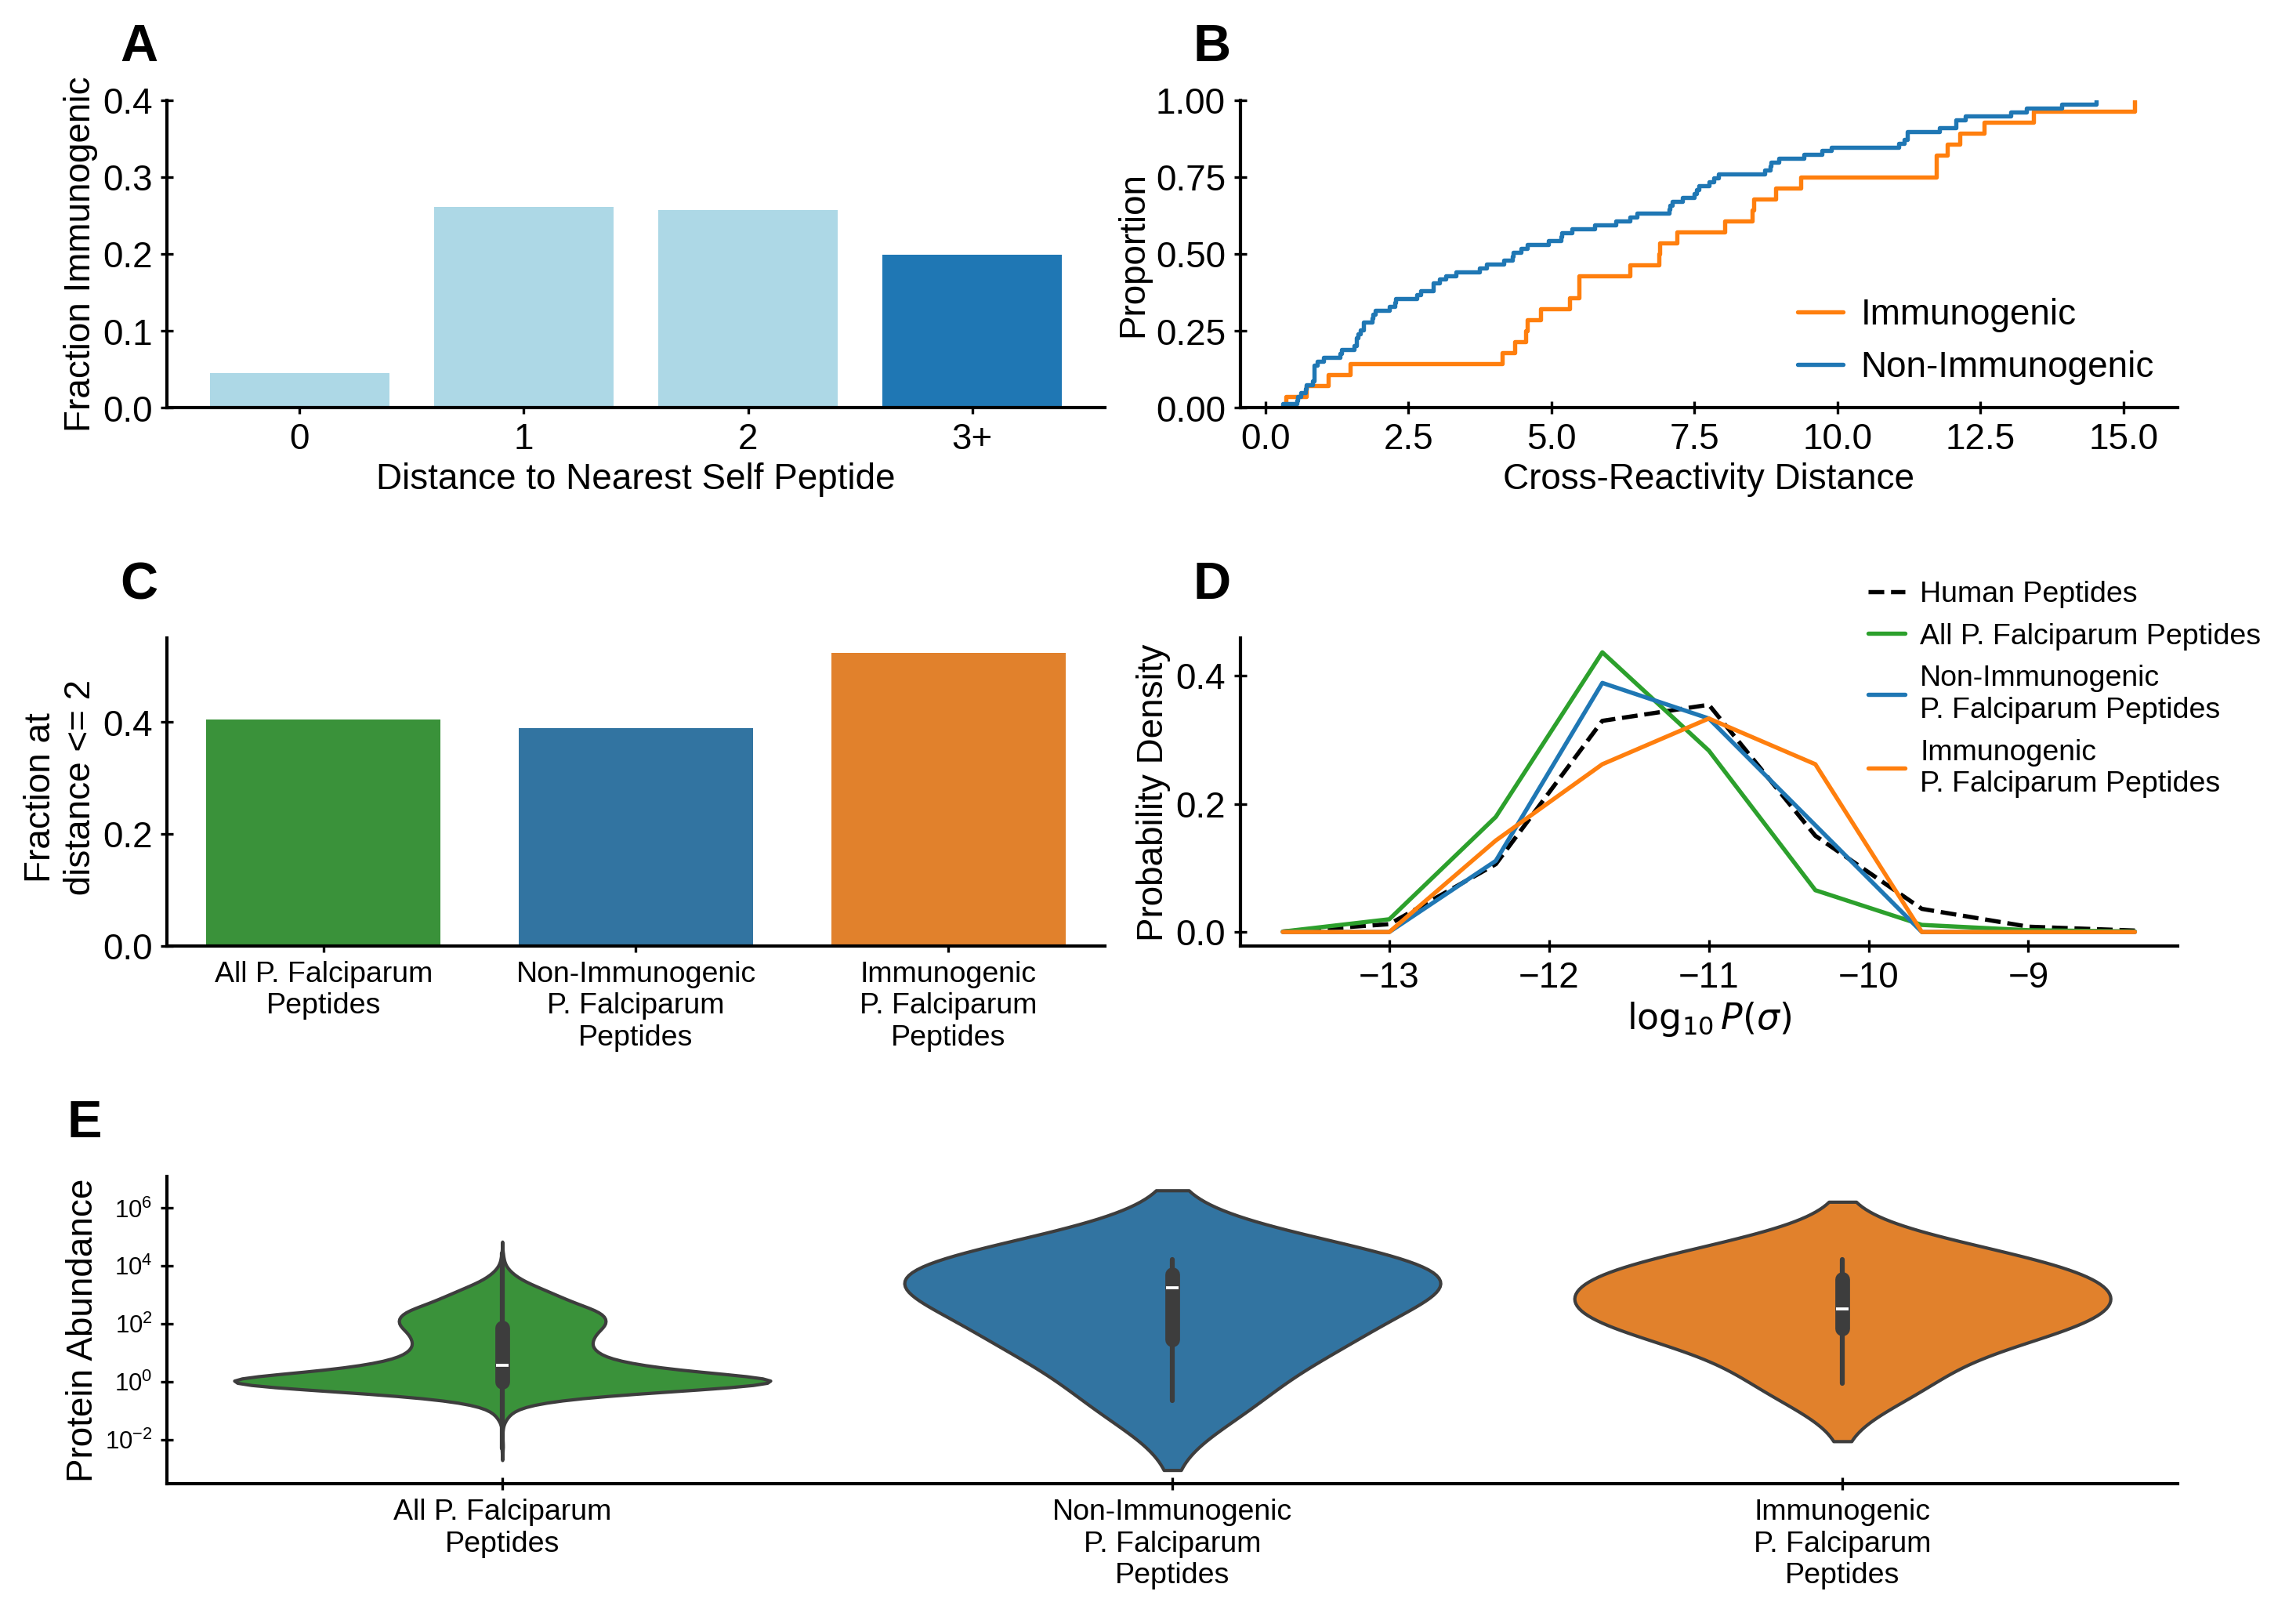 A
Fraction Immunogenic
0.4
0.3
0.2
0.1
0.0
0 1 2 3+
Distance to Nearest Self Peptide
B
Proportion
1.00
0.75
0.50
0.25
0.00
Immunogenic
Non-Immunogenic
0.0 2.5 5.0 7.5 10.0 12.5 15.0
Cross-Reactivity Distance
C
Fraction at
distance <= 2
0.4
0.2
0.0
All P. Falciparum
Peptides
Non-Immunogenic
P. Falciparum
Peptides
Immunogenic
P. Falciparum
Peptides
D
Probability Density
0.4
0.2
0.0
Human Peptides
All P. Falciparum Peptides
Non-Immunogenic
P. Falciparum Peptides
Immunogenic
P. Falciparum Peptides
−13 −12 −11 −10 −9
log₁₀ P(σ)
E
Protein Abundance
10⁶
10⁴
10²
10⁰
10⁻²
All P. Falciparum
Peptides
Non-Immunogenic
P. Falciparum
Peptides
Immunogenic
P. Falciparum
Peptides